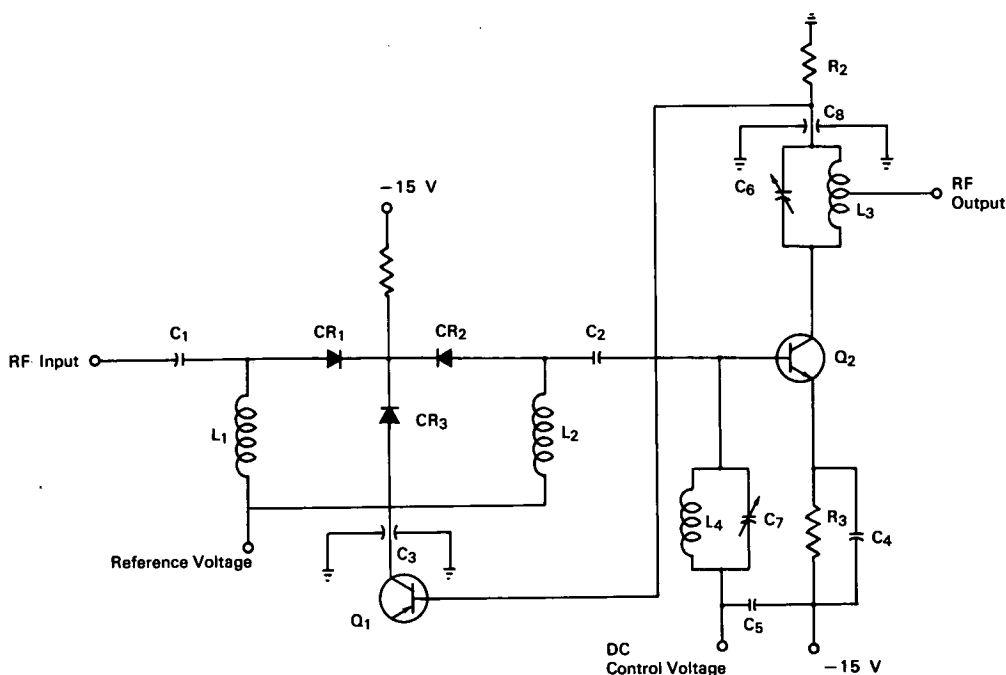 R2
C8
C6
L3
RF
Output
−15 V
C1
CR1
CR2
C2
RF Input
Q2
L1
CR3
L2
L4
C7
R3
C4
C3
Reference Voltage
Q1
C5
DC
Control Voltage
−15 V